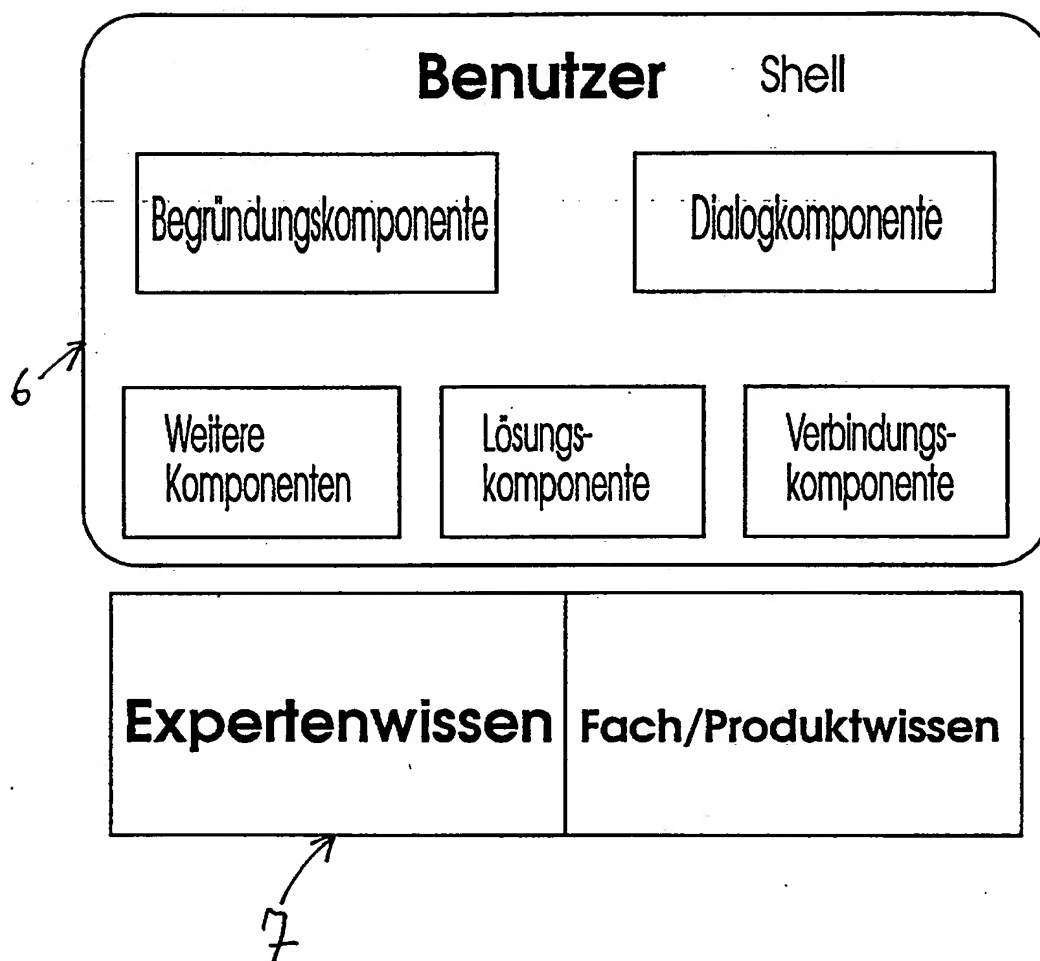 Benutzer Shell
Begründungskomponente
Dialogkomponente
6
Weitere
Komponenten
Lösungs-
komponente
Verbindungs-
komponente
Expertenwissen
Fach/Produktwissen
7